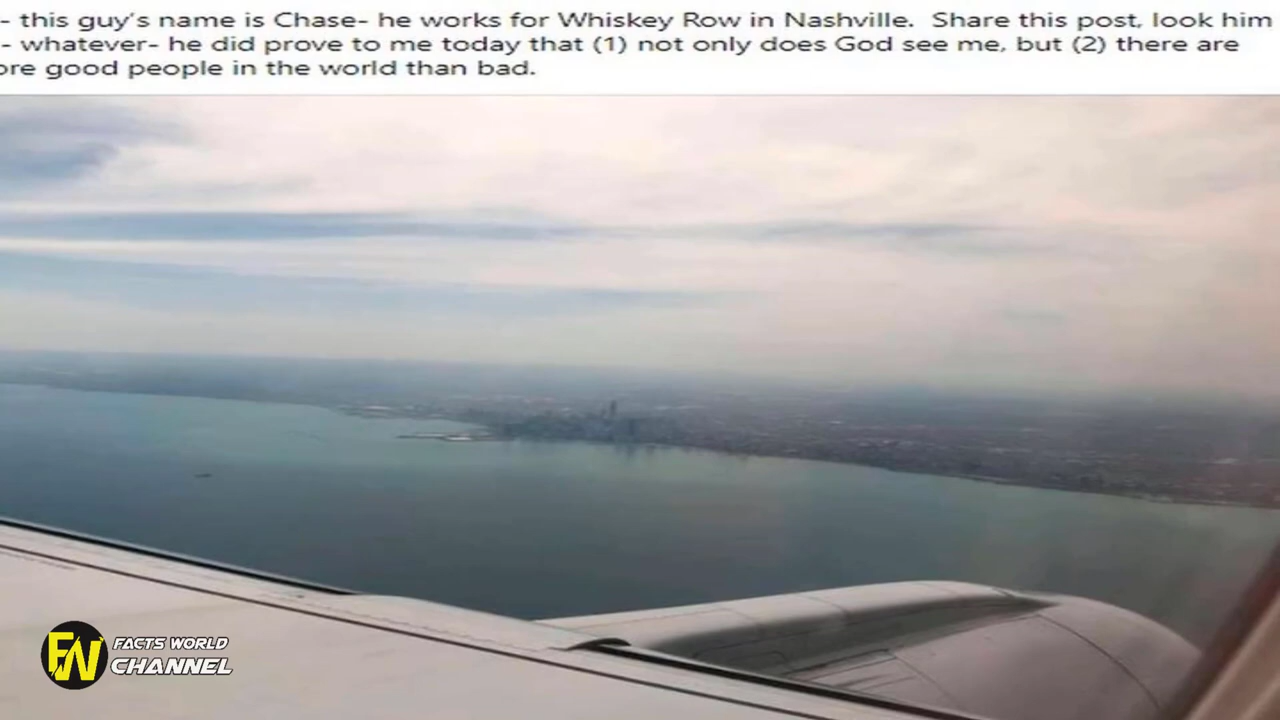 - this guy's name is Chase- he works for Whiskey Row in Nashville. Share this post, look him
- whatever- he did prove to me today that (1) not only does God see me, but (2) there are
ore good people in the world than bad.
FW FACTS WORLD
CHANNEL